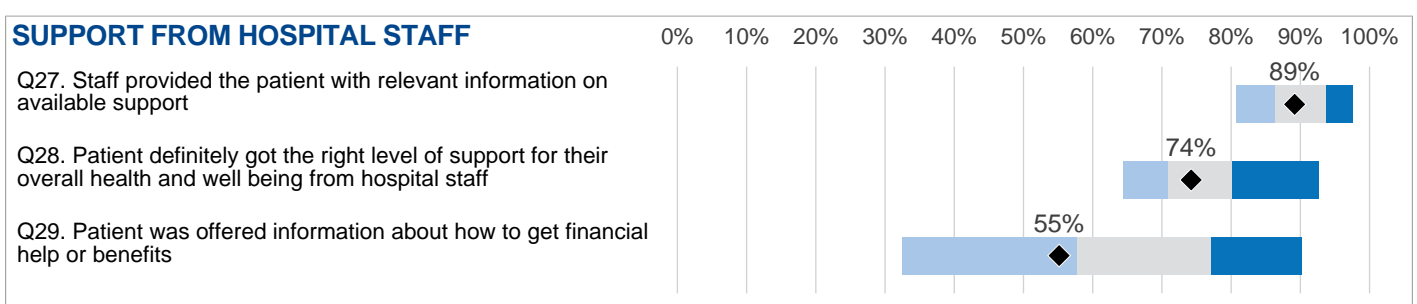 SUPPORT FROM HOSPITAL STAFF 0% 10% 20% 30% 40% 50% 60% 70% 80% 90% 100%
Q27. Staff provided the patient with relevant information on
available support
89%
Q28. Patient definitely got the right level of support for their
overall health and well being from hospital staff
74%
Q29. Patient was offered information about how to get financial
help or benefits
55%